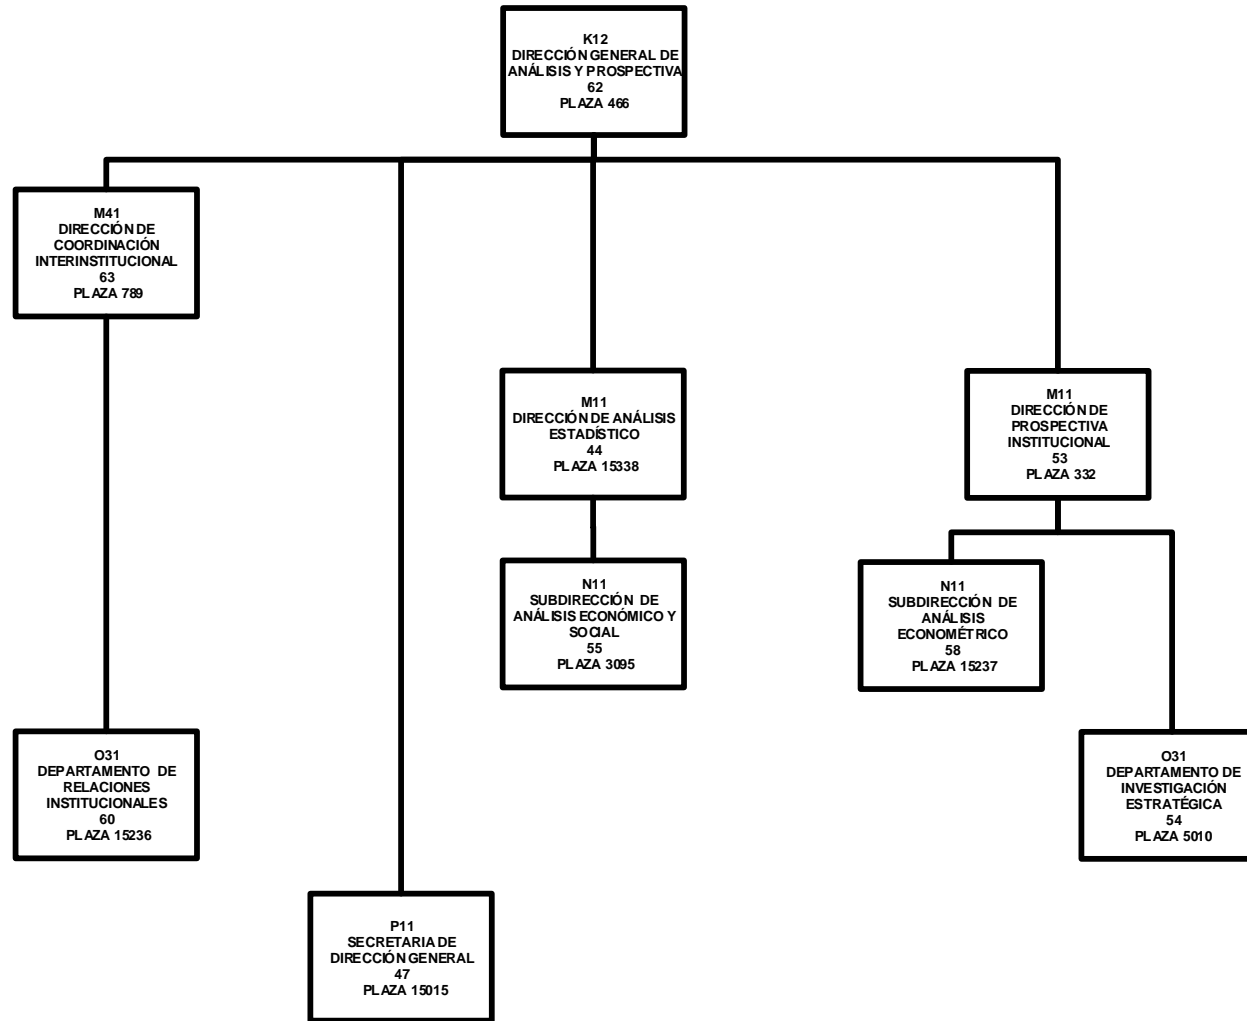 K12
DIRECCIÓN GENERAL DE
ANÁLISIS Y PROSPECTIVA
62
PLAZA 466
M41
DIRECCIÓN DE
COORDINACIÓN
INTERINSTITUCIONAL
63
PLAZA 789
M11
DIRECCIÓN DE ANÁLISIS
ESTADÍSTICO
44
PLAZA 15338
M11
DIRECCIÓN DE
PROSPECTIVA
INSTITUCIONAL
53
PLAZA 332
N11
SUBDIRECCIÓN DE
ANÁLISIS ECONÓMICO Y
SOCIAL
55
PLAZA 3095
N11
SUBDIRECCIÓN DE
ANÁLISIS
ECONOMÉTRICO
58
PLAZA 15237
O31
DEPARTAMENTO DE
RELACIONES
INSTITUCIONALES
60
PLAZA 15236
O31
DEPARTAMENTO DE
INVESTIGACIÓN
ESTRATÉGICA
54
PLAZA 5010
P11
SECRETARIA DE
DIRECCIÓN GENERAL
47
PLAZA 15015